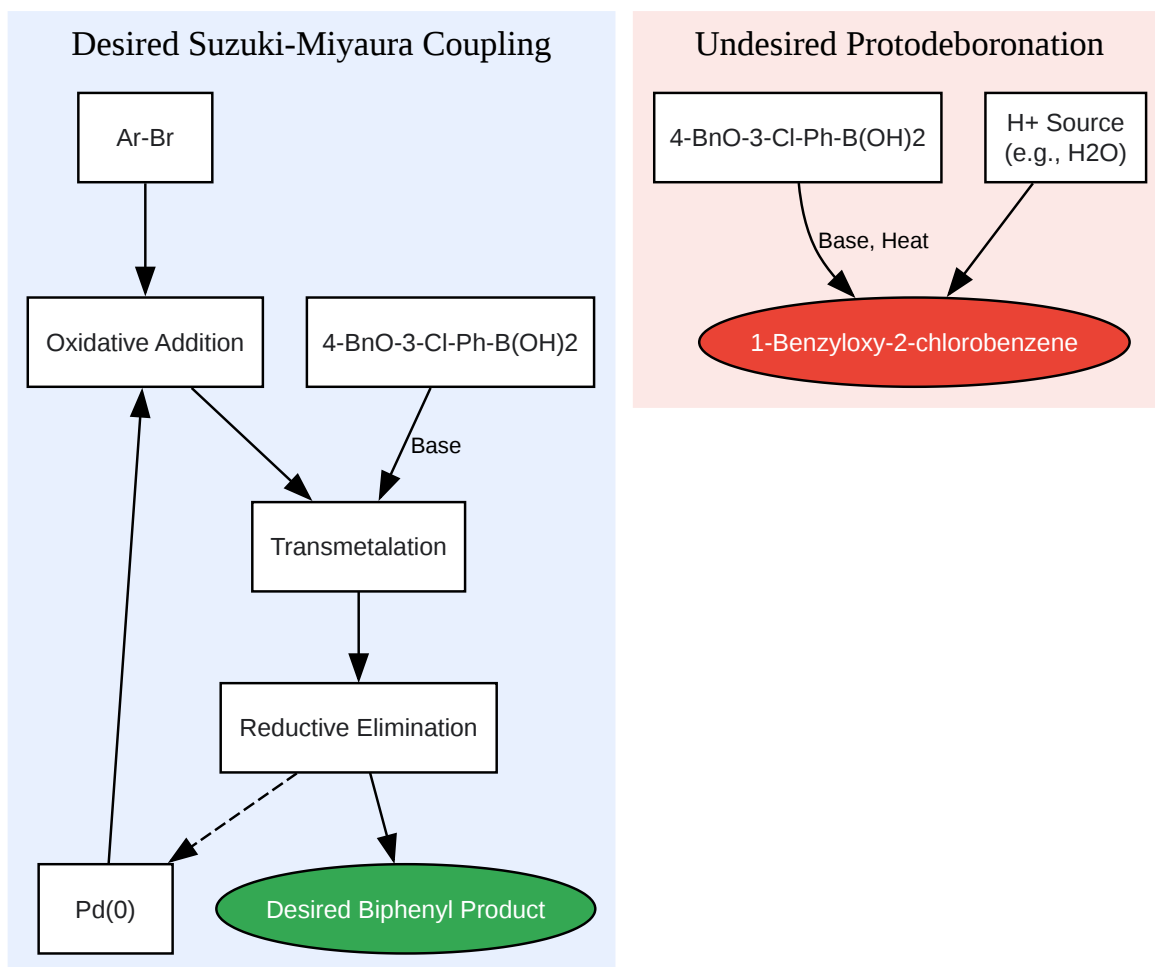 Desired Suzuki-Miyaura Coupling
Ar-Br
Oxidative Addition
4-BnO-3-Cl-Ph-B(OH)2
Base
Transmetalation
Reductive Elimination
Pd(0)
Desired Biphenyl Product
Undesired Protodeboronation
4-BnO-3-Cl-Ph-B(OH)2
H+ Source
(e.g., H2O)
Base, Heat
1-Benzyloxy-2-chlorobenzene